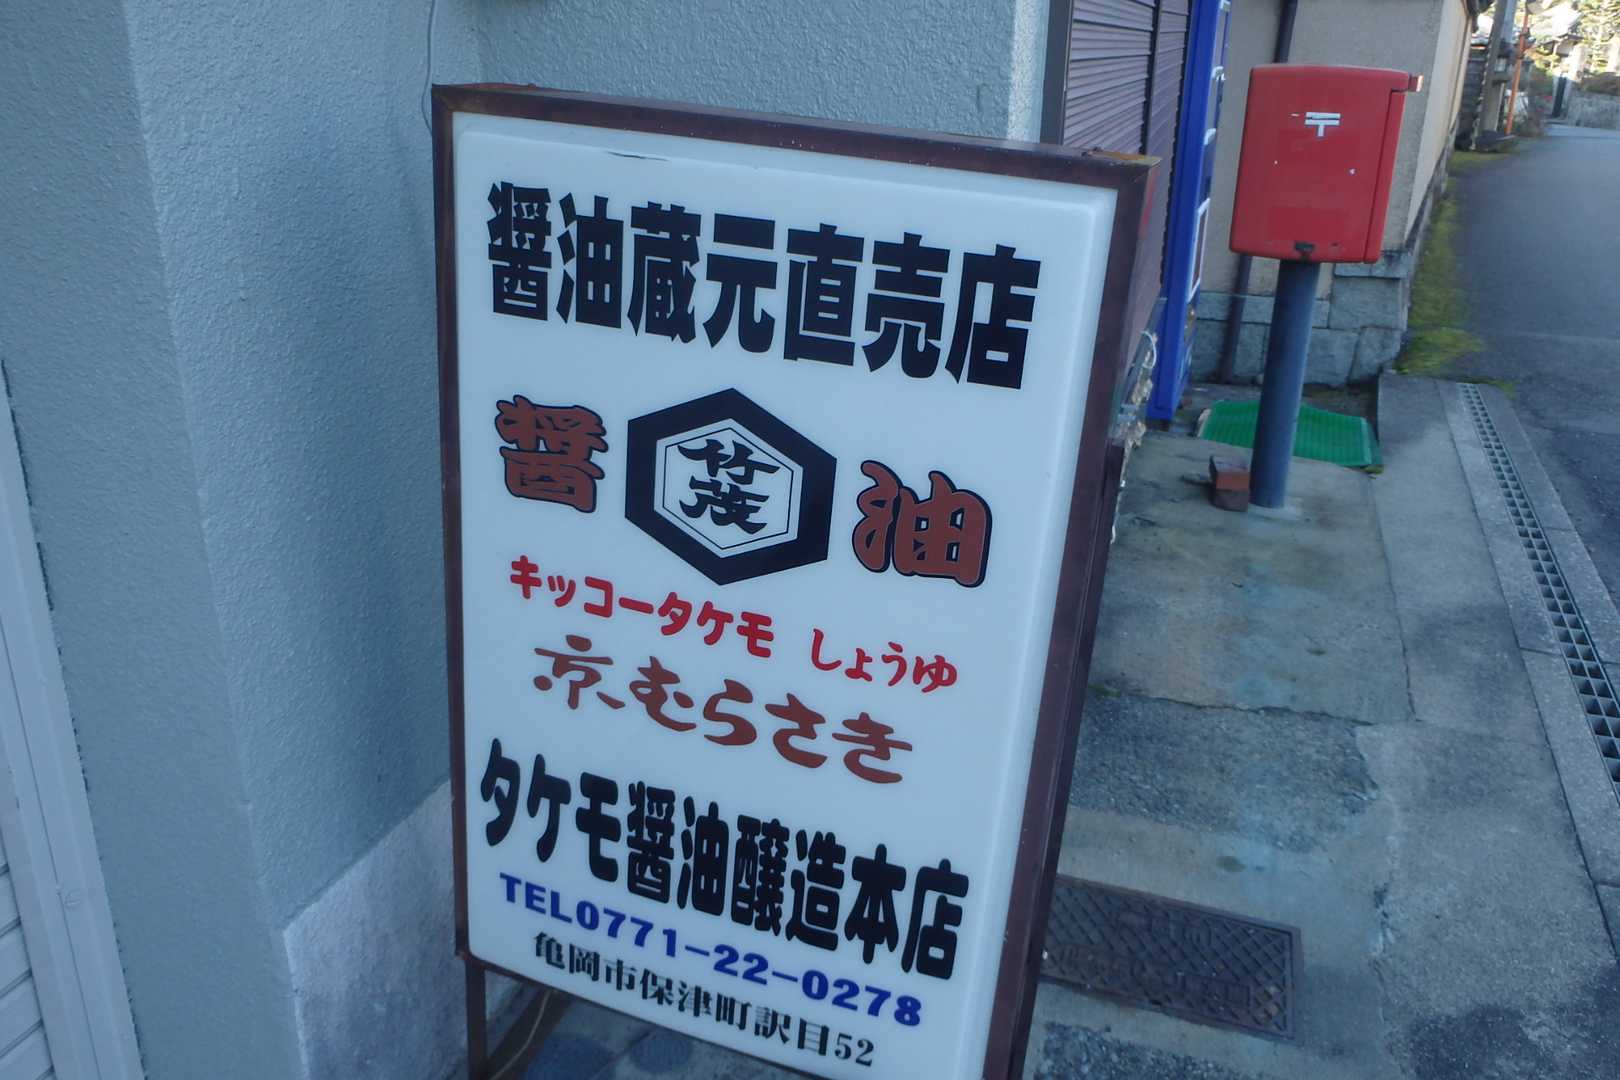 醤油蔵元直売店
醤 竹茂 油
キッコータケモ しょうゆ
京むらさき
タケモ醤油醸造本店
TEL0771-22-0278
亀岡市保津町訳目52
〒